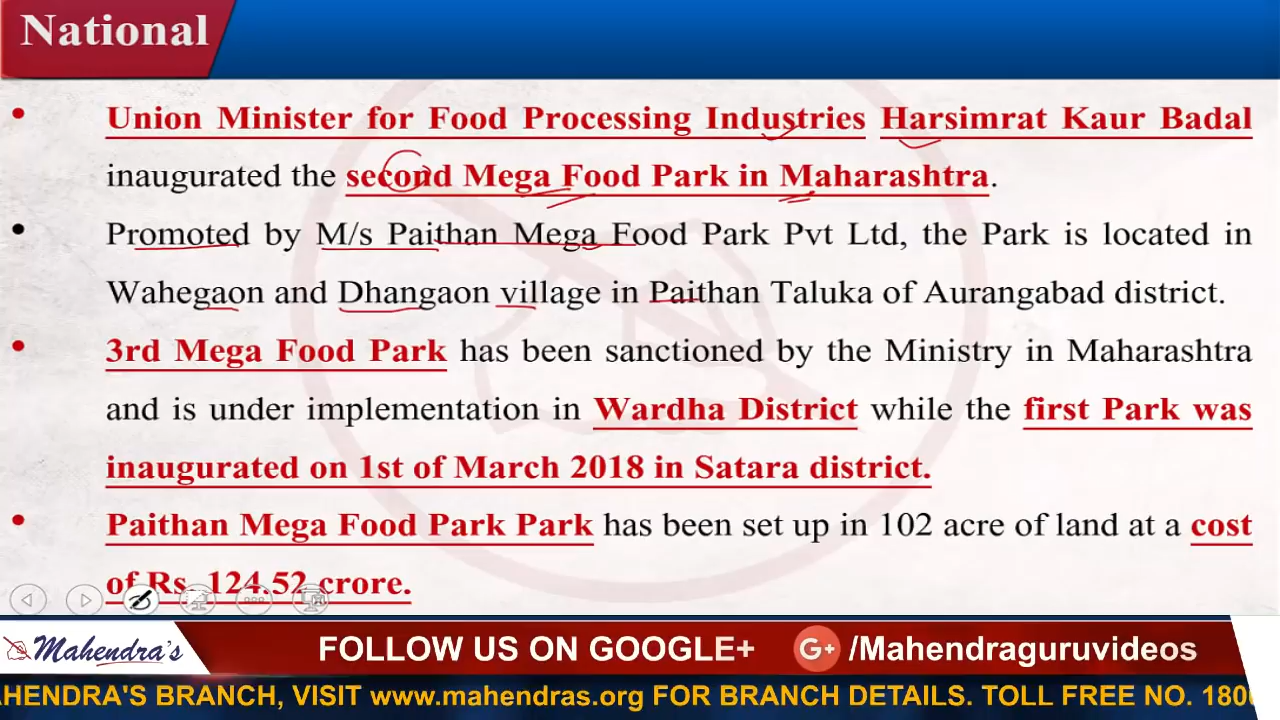 National
• Union Minister for Food Processing Industries Harsimrat Kaur Badal
inaugurated the second Mega Food Park in Maharashtra.
• Promoted by M/s Paithan Mega Food Park Pvt Ltd, the Park is located in
Wahegaon and Dhangaon village in Paithan Taluka of Aurangabad district.
• 3rd Mega Food Park has been sanctioned by the Ministry in Maharashtra
and is under implementation in Wardha District while the first Park was
inaugurated on 1st of March 2018 in Satara district.
• Paithan Mega Food Park Park has been set up in 102 acre of land at a cost
of Rs. 124.52 crore.
Mahendra's FOLLOW US ON GOOGLE+ G+ /Mahendraguruvideos
AHENDRA'S BRANCH, VISIT www.mahendras.org FOR BRANCH DETAILS. TOLL FREE NO. 180